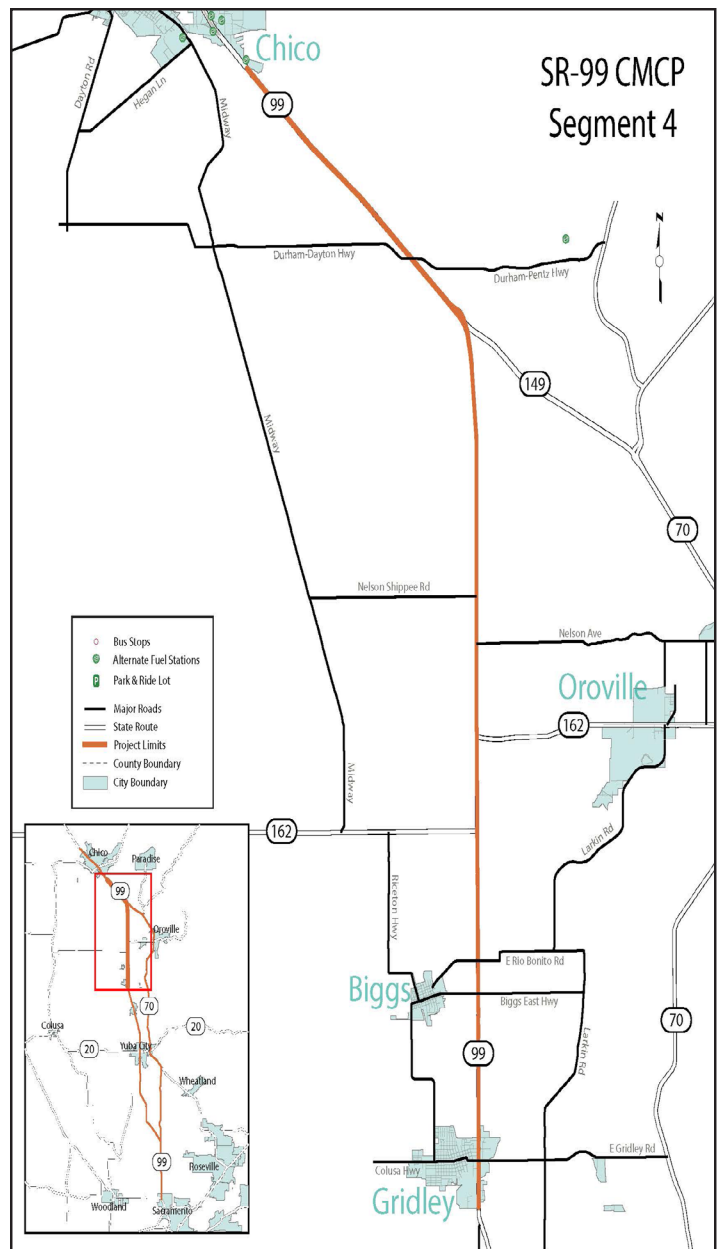 Chico
SR-99 CMCP
Segment 4
99
Dayton Rd
Hegan Ln
Midway
N
Durham-Dayton Hwy
Durham-Pentz Hwy
149
Midway
70
Nelson Shippee Rd
Nelson Ave
Oroville
162
Bus Stops
Alternate Fuel Stations
P
Park & Ride Lot
Major Roads
State Route
Project Limits
County Boundary
City Boundary
Midway
162
Larkin Rd
Riceton Hwy
E Rio Bonito Rd
Biggs
Biggs East Hwy
99
Larkin Rd
70
E Gridley Rd
Colusa Hwy
Gridley
Chico
Paradise
99
Oroville
70
Colusa
20
20
Yuba City
Wheatland
99
Roseville
Woodland
Sacramento